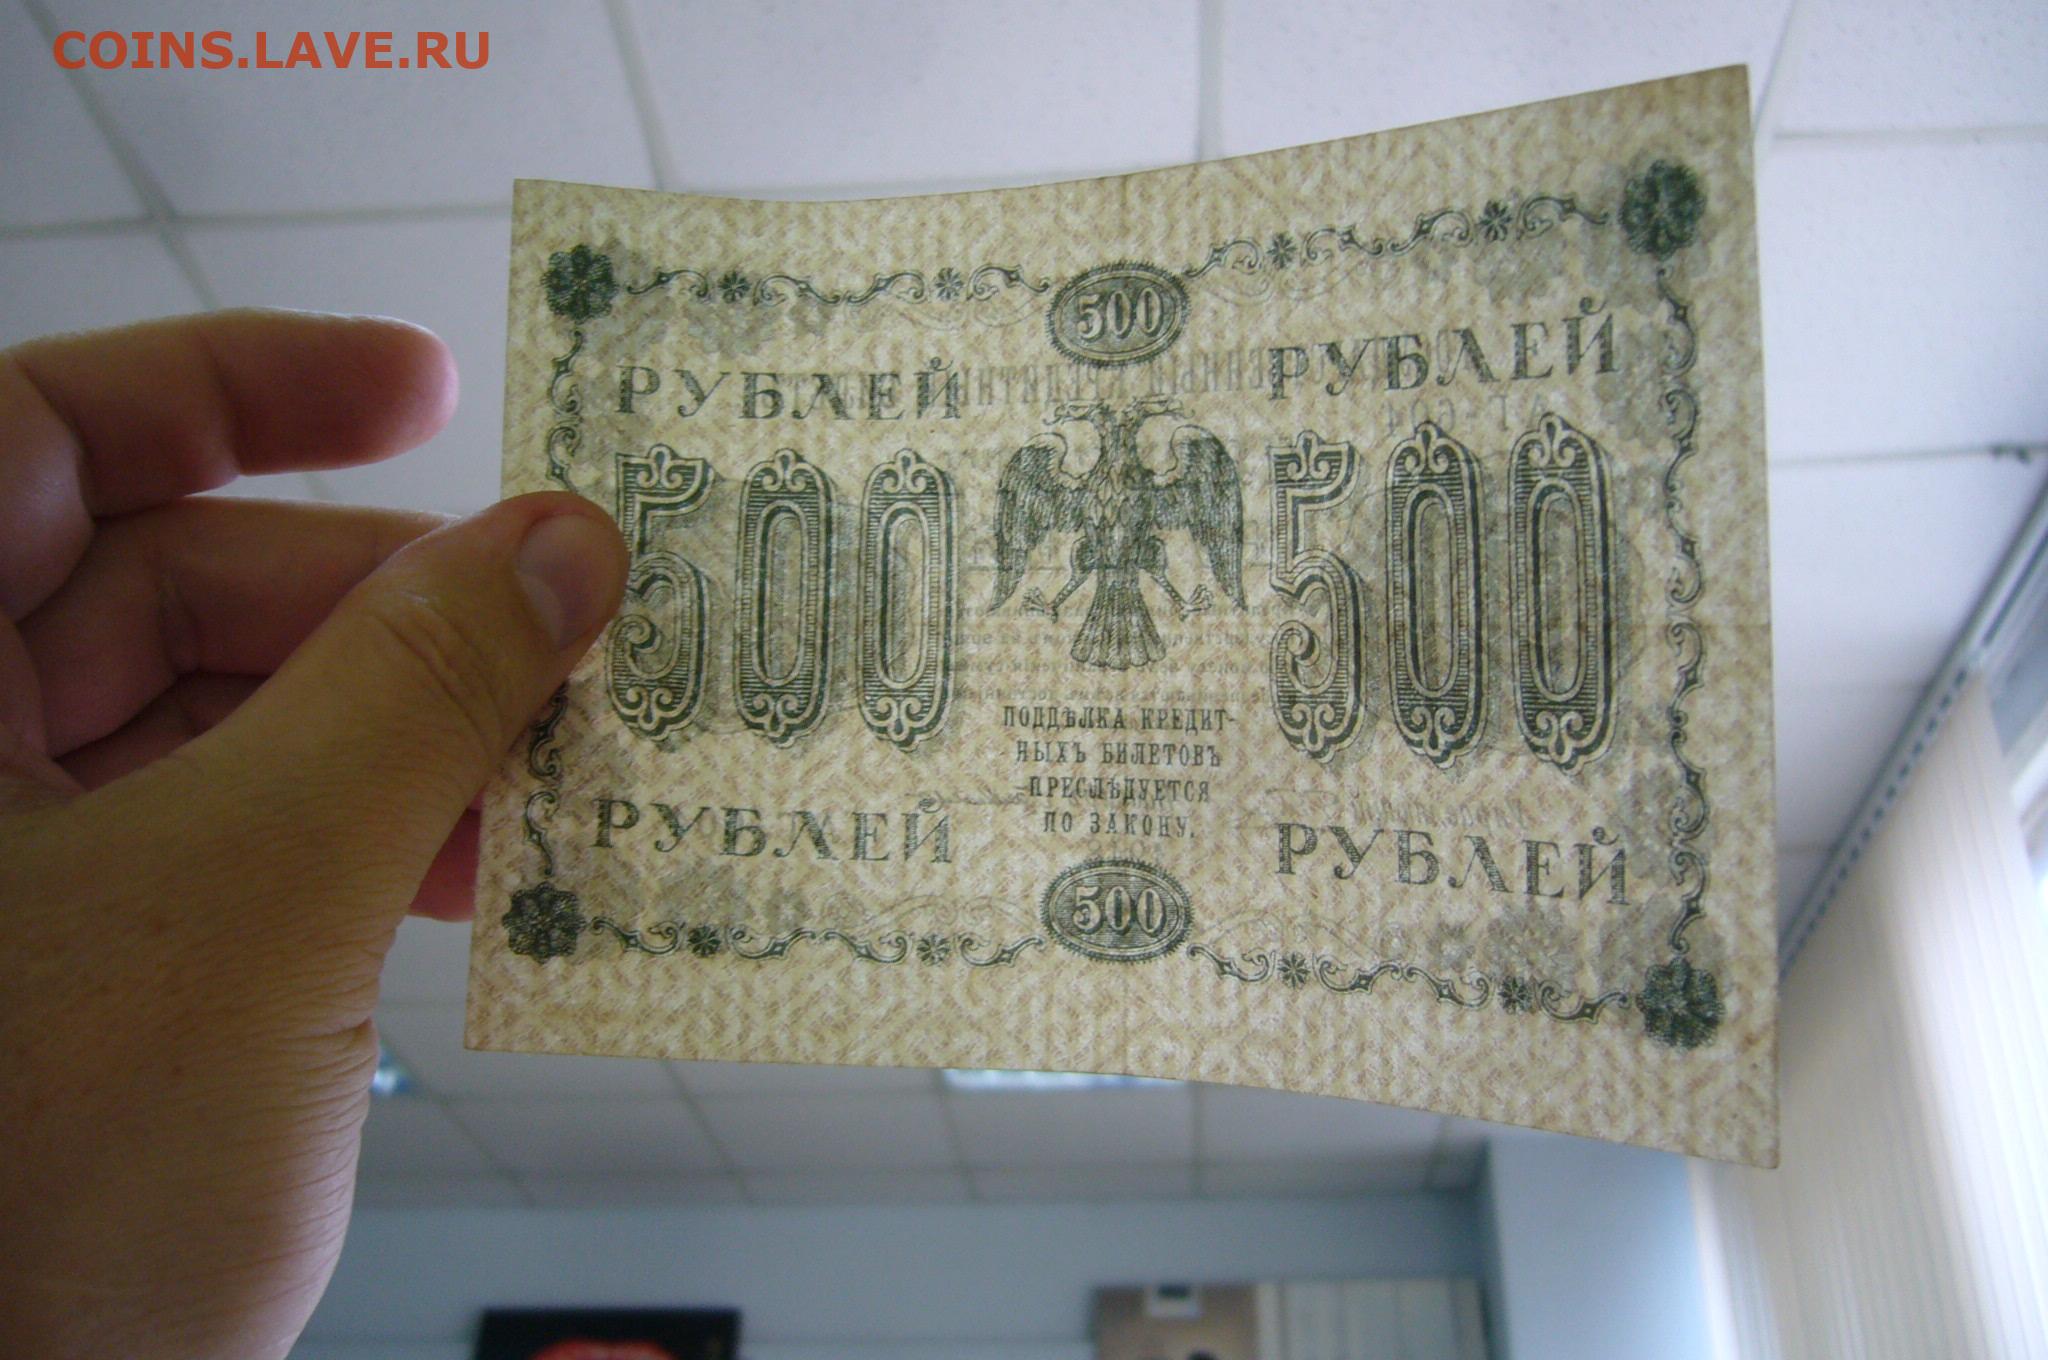 COINS.LAVE.RU
500
РУБЛЕЙ РУБЛЕЙ
500 500
ПОДДѢЛКА КРЕДИТ-
НЫХЪ БИЛЕТОВЪ
ПРЕСЛѢДУЕТСЯ
ПО ЗАКОНУ.
РУБЛЕЙ РУБЛЕЙ
500